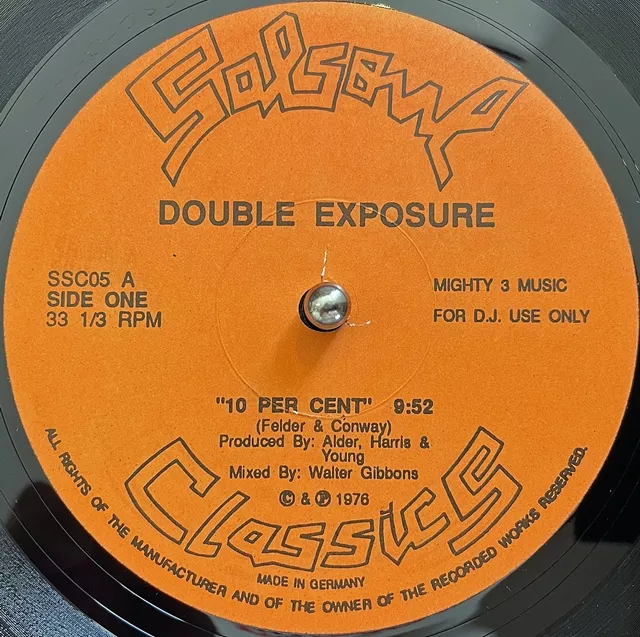 Salsoul
DOUBLE EXPOSURE
SSC05 A
SIDE ONE
33 1/3 RPM
MIGHTY 3 MUSIC
FOR D.J. USE ONLY
"10 PER CENT" 9:52
(Felder & Conway)
Produced By: Alder, Harris &
Young
Mixed By: Walter Gibbons
© & ℗ 1976
Classics
MADE IN GERMANY
ALL RIGHTS OF THE MANUFACTURER AND OF THE OWNER OF THE RECORDED WORKS RESERVED.